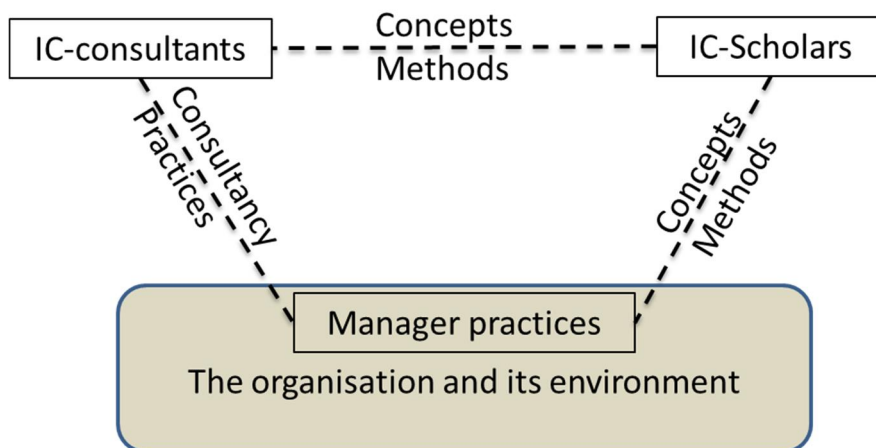 IC-consultants
Concepts
Methods
IC-Scholars
Consultancy
Practices
Concepts
Methods
Manager practices
The organisation and its environment